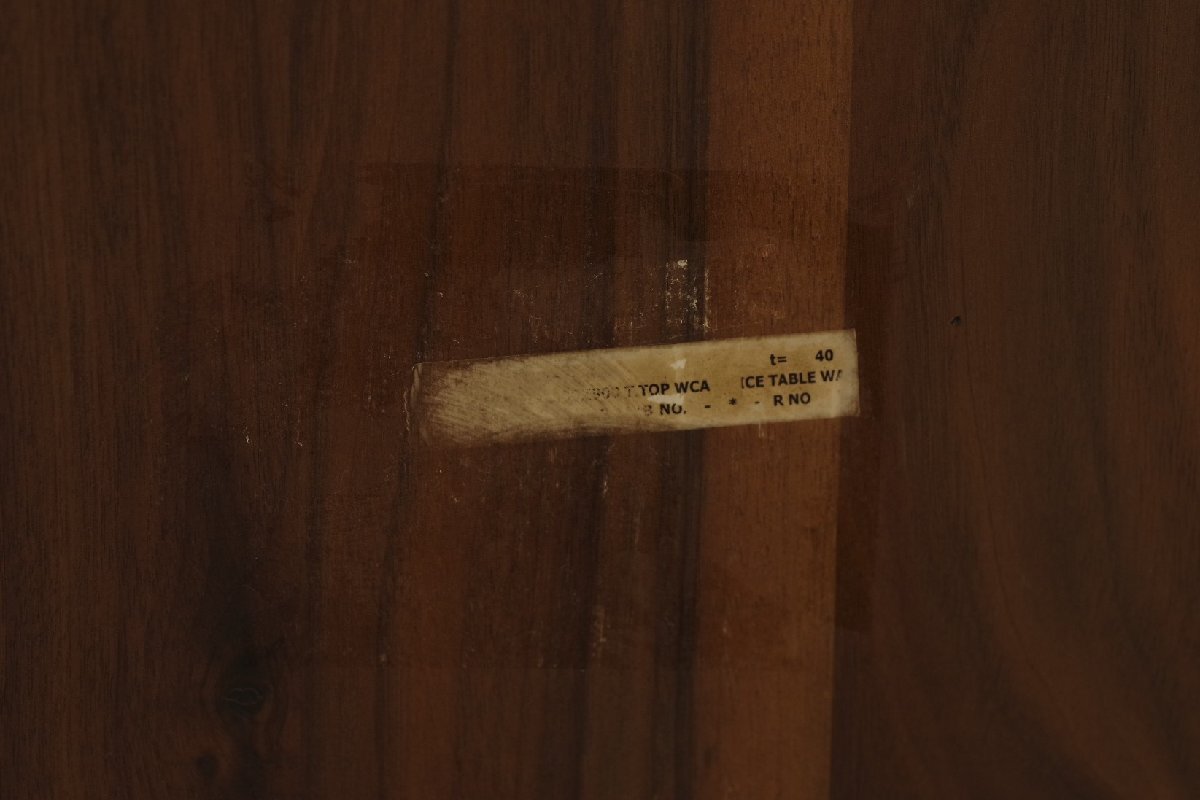 t= 40
T.TOP WCA ICE TABLE WA
NO. - * - R NO